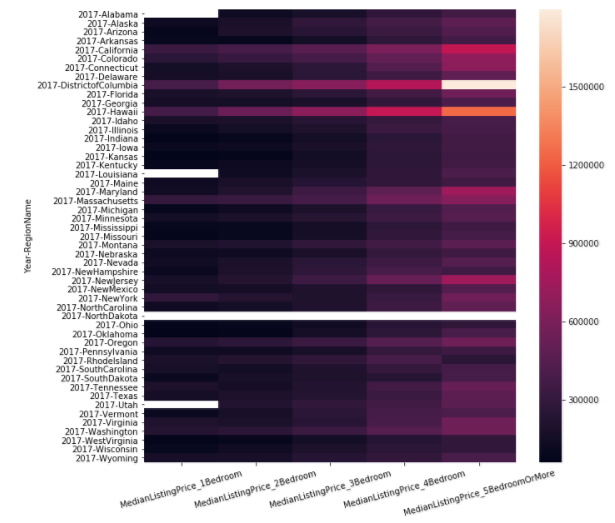 2017-Alabama
2017-Alaska
2017-Arizona
2017-Arkansas
2017-California
2017-Colorado
2017-Connecticut
2017-Delaware
2017-DistrictofColumbia
2017-Florida
2017-Georgia
2017-Hawaii
2017-Idaho
2017-Illinois
2017-Indiana
2017-Iowa
2017-Kansas
2017-Kentucky
2017-Louisiana
2017-Maine
2017-Maryland
2017-Massachusetts
2017-Michigan
2017-Minnesota
2017-Mississippi
2017-Missouri
2017-Montana
2017-Nebraska
2017-Nevada
2017-NewHampshire
2017-NewJersey
2017-NewMexico
2017-NewYork
2017-NorthCarolina
2017-NorthDakota
2017-Ohio
2017-Oklahoma
2017-Oregon
2017-Pennsylvania
2017-RhodeIsland
2017-SouthCarolina
2017-SouthDakota
2017-Tennessee
2017-Texas
2017-Utah
2017-Vermont
2017-Virginia
2017-Washington
2017-WestVirginia
2017-Wisconsin
2017-Wyoming
Year-RegionName
MedianListingPrice_1Bedroom
MedianListingPrice_2Bedroom
MedianListingPrice_3Bedroom
MedianListingPrice_4Bedroom
MedianListingPrice_5BedroomOrMore
1500000
1200000
900000
600000
300000